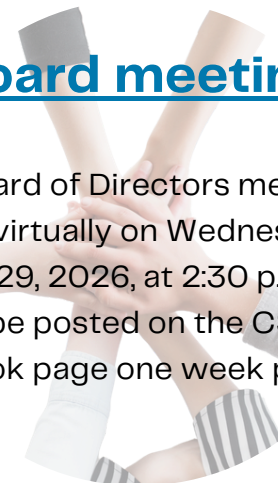 oard meetin
ard of Directors me
virtually on Wednes
29, 2026, at 2:30 p.
be posted on the C
ok page one week p